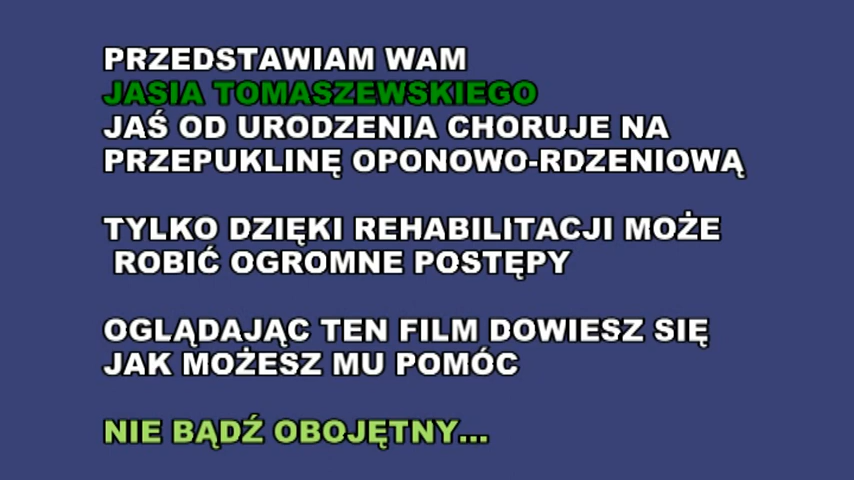 PRZEDSTAWIAM WAM
JASIA TOMASZEWSKIEGO
JAŚ OD URODZENIA CHORUJE NA
PRZEPUKLINĘ OPONOWO-RDZENIOWĄ
TYLKO DZIĘKI REHABILITACJI MOŻE
ROBIĆ OGROMNE POSTĘPY
OGLĄDAJĄC TEN FILM DOWIESZ SIĘ
JAK MOŻESZ MU POMÓC
NIE BĄDŹ OBOJĘTNY...